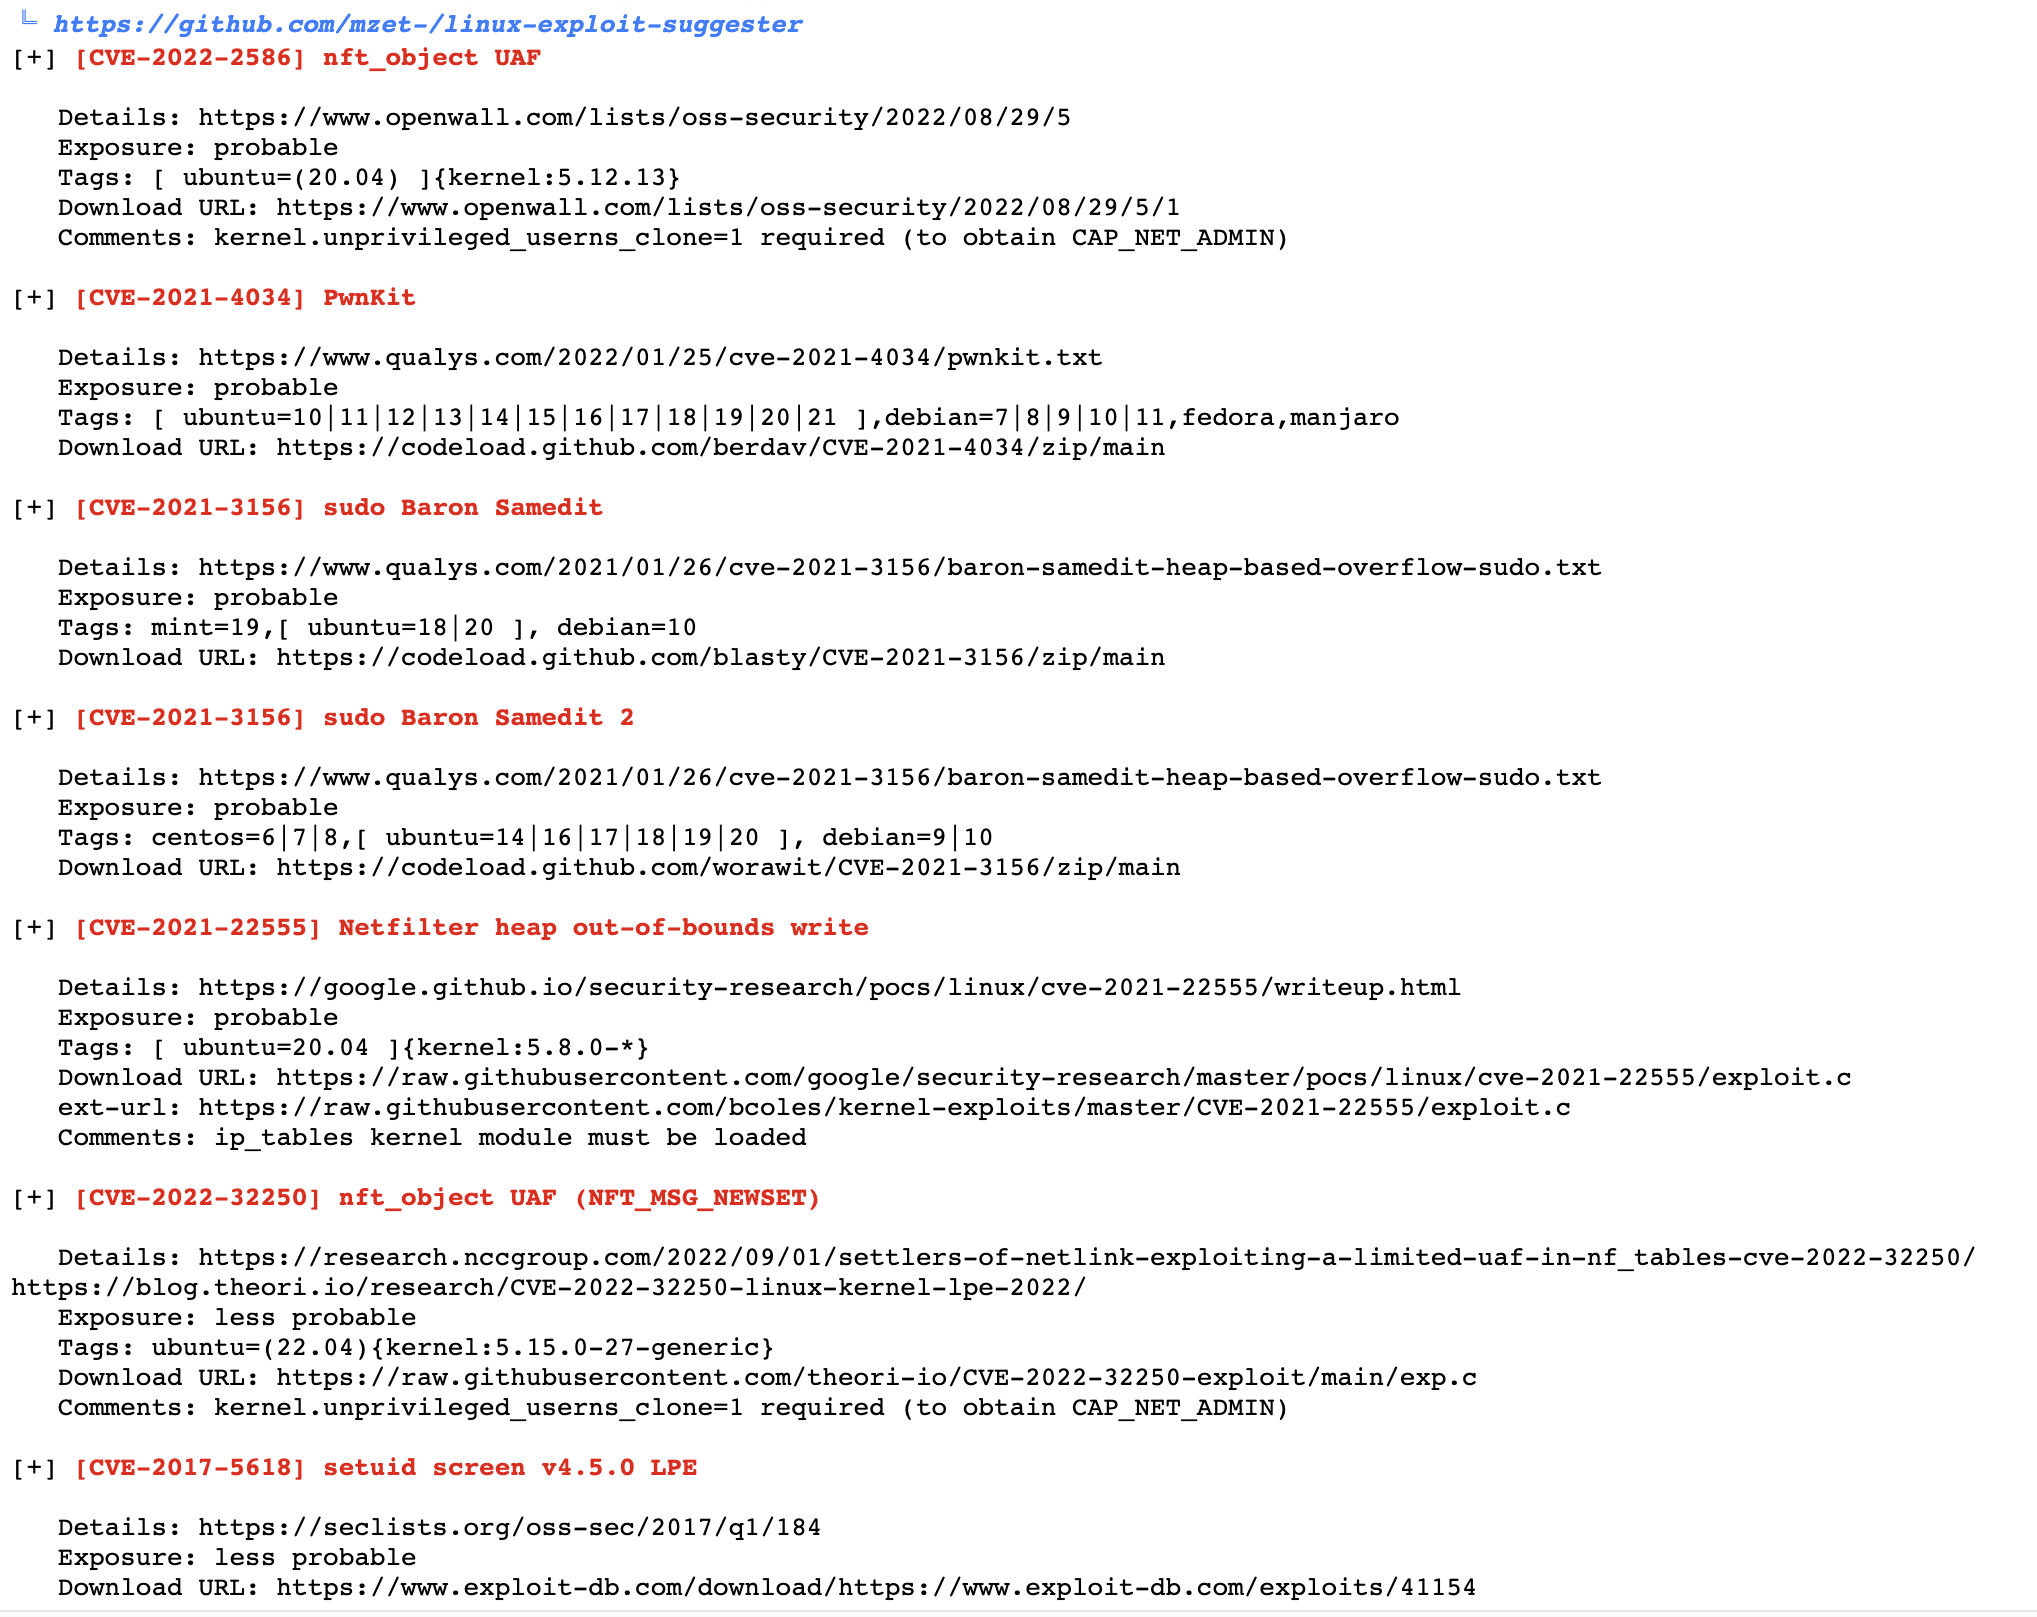 ╚ https://github.com/mzet-/linux-exploit-suggester
[+] [CVE-2022-2586] nft_object UAF
Details: https://www.openwall.com/lists/oss-security/2022/08/29/5
Exposure: probable
Tags: [ ubuntu=(20.04) ]{kernel:5.12.13}
Download URL: https://www.openwall.com/lists/oss-security/2022/08/29/5/1
Comments: kernel.unprivileged_userns_clone=1 required (to obtain CAP_NET_ADMIN)
[+] [CVE-2021-4034] PwnKit
Details: https://www.qualys.com/2022/01/25/cve-2021-4034/pwnkit.txt
Exposure: probable
Tags: [ ubuntu=10|11|12|13|14|15|16|17|18|19|20|21 ],debian=7|8|9|10|11,fedora,manjaro
Download URL: https://codeload.github.com/berdav/CVE-2021-4034/zip/main
[+] [CVE-2021-3156] sudo Baron Samedit
Details: https://www.qualys.com/2021/01/26/cve-2021-3156/baron-samedit-heap-based-overflow-sudo.txt
Exposure: probable
Tags: mint=19,[ ubuntu=18|20 ], debian=10
Download URL: https://codeload.github.com/blasty/CVE-2021-3156/zip/main
[+] [CVE-2021-3156] sudo Baron Samedit 2
Details: https://www.qualys.com/2021/01/26/cve-2021-3156/baron-samedit-heap-based-overflow-sudo.txt
Exposure: probable
Tags: centos=6|7|8,[ ubuntu=14|16|17|18|19|20 ], debian=9|10
Download URL: https://codeload.github.com/worawit/CVE-2021-3156/zip/main
[+] [CVE-2021-22555] Netfilter heap out-of-bounds write
Details: https://google.github.io/security-research/pocs/linux/cve-2021-22555/writeup.html
Exposure: probable
Tags: [ ubuntu=20.04 ]{kernel:5.8.0-*}
Download URL: https://raw.githubusercontent.com/google/security-research/master/pocs/linux/cve-2021-22555/exploit.c
ext-url: https://raw.githubusercontent.com/bcoles/kernel-exploits/master/CVE-2021-22555/exploit.c
Comments: ip_tables kernel module must be loaded
[+] [CVE-2022-32250] nft_object UAF (NFT_MSG_NEWSET)
Details: https://research.nccgroup.com/2022/09/01/settlers-of-netlink-exploiting-a-limited-uaf-in-nf_tables-cve-2022-32250/
https://blog.theori.io/research/CVE-2022-32250-linux-kernel-lpe-2022/
Exposure: less probable
Tags: ubuntu=(22.04){kernel:5.15.0-27-generic}
Download URL: https://raw.githubusercontent.com/theori-io/CVE-2022-32250-exploit/main/exp.c
Comments: kernel.unprivileged_userns_clone=1 required (to obtain CAP_NET_ADMIN)
[+] [CVE-2017-5618] setuid screen v4.5.0 LPE
Details: https://seclists.org/oss-sec/2017/q1/184
Exposure: less probable
Download URL: https://www.exploit-db.com/download/https://www.exploit-db.com/exploits/41154